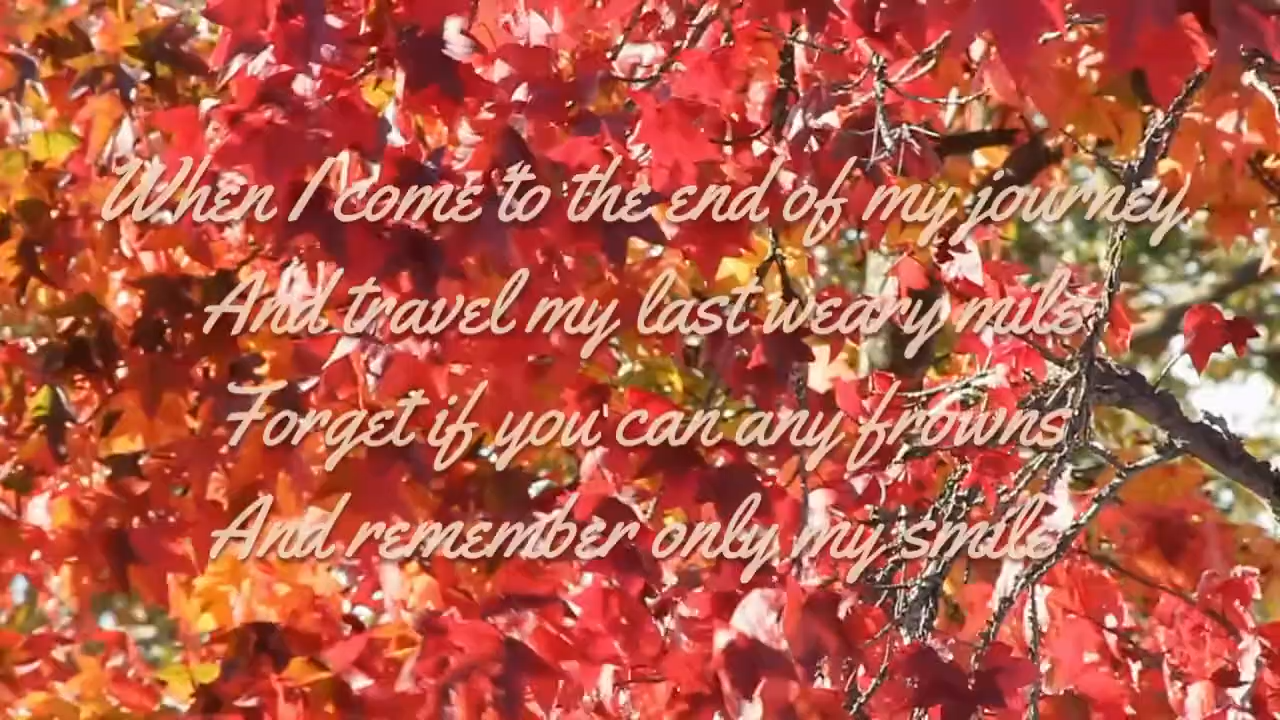 When I come to the end of my journey
And travel my last weary mile
Forget if you can any frowns
And remember only my smile